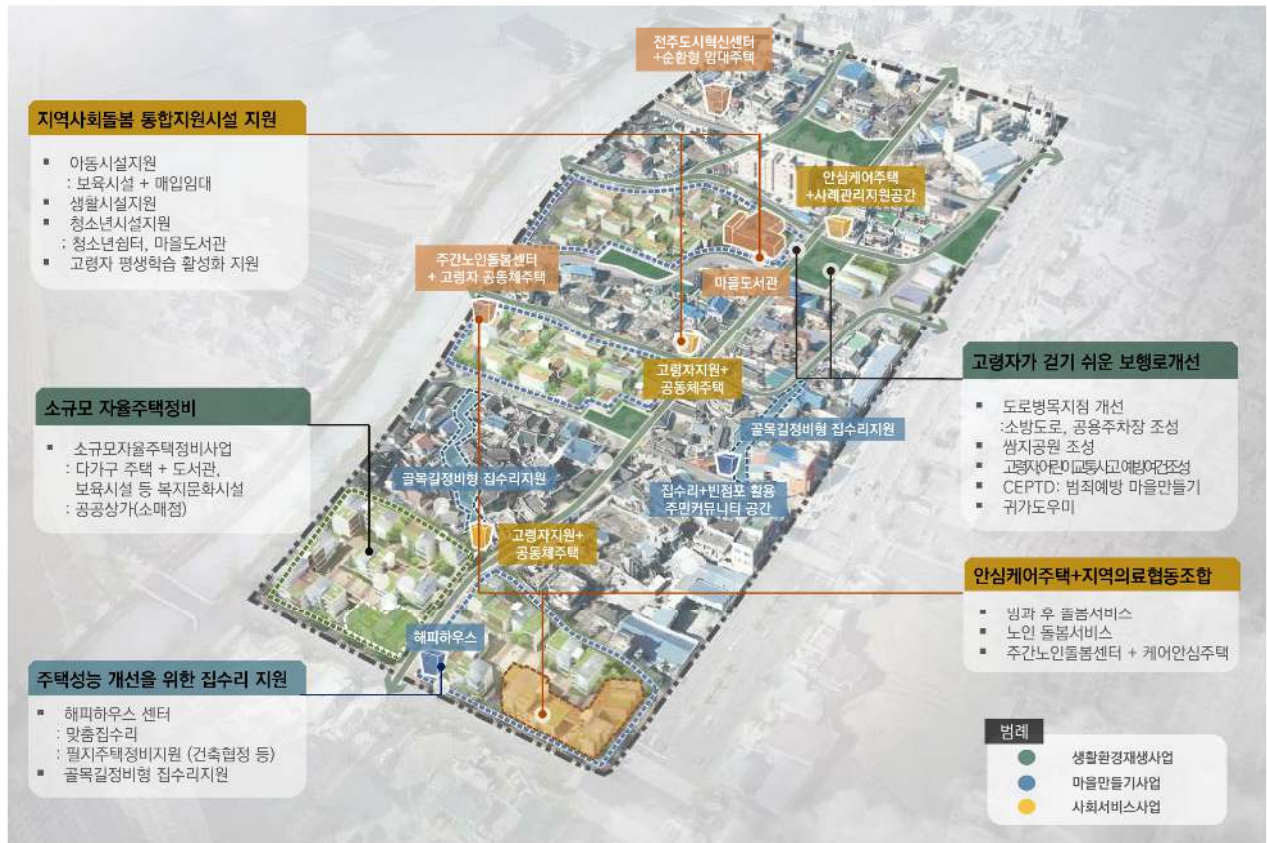 전주도시혁신센터
+순환형 임대주택
지역사회돌봄 통합지원시설 지원
▪ 아동시설지원
: 보육시설 + 매입임대
▪ 생활시설지원
▪ 청소년시설지원
: 청소년쉼터, 마을도서관
▪ 고령자 평생학습 활성화 지원
안심케어주택
+사례관리지원공간
주간노인돌봄센터
+ 고령자 공동체주택
마을도서관
고령자지원+
공동체주택
소규모 자율주택정비
▪ 소규모자율주택정비사업
: 다가구 주택 + 도서관,
보육시설 등 복지문화시설
: 공공상가(소매점)
골목길정비형 집수리지원
골목길정비형 집수리지원
집수리+빈점포 활용
주민커뮤니티 공간
고령자지원+
공동체주택
고령자가 걷기 쉬운 보행로개선
▪ 도로병목지점 개선
:소방도로, 공용주차장 조성
▪ 쌈지공원 조성
▪ 고령자어린이교통사고예방여건조성
▪ CEPTD: 범죄예방 마을만들기
▪ 귀가도우미
안심케어주택+지역의료협동조합
▪ 방과 후 돌봄서비스
▪ 노인 돌봄서비스
▪ 주간노인돌봄센터 + 케어안심주택
해피하우스
주택성능 개선을 위한 집수리 지원
▪ 해피하우스 센터
: 맞춤집수리
: 필지주택정비지원 (건축협정 등)
▪ 골목길정비형 집수리지원
범례
생활환경재생사업
마을만들기사업
사회서비스사업